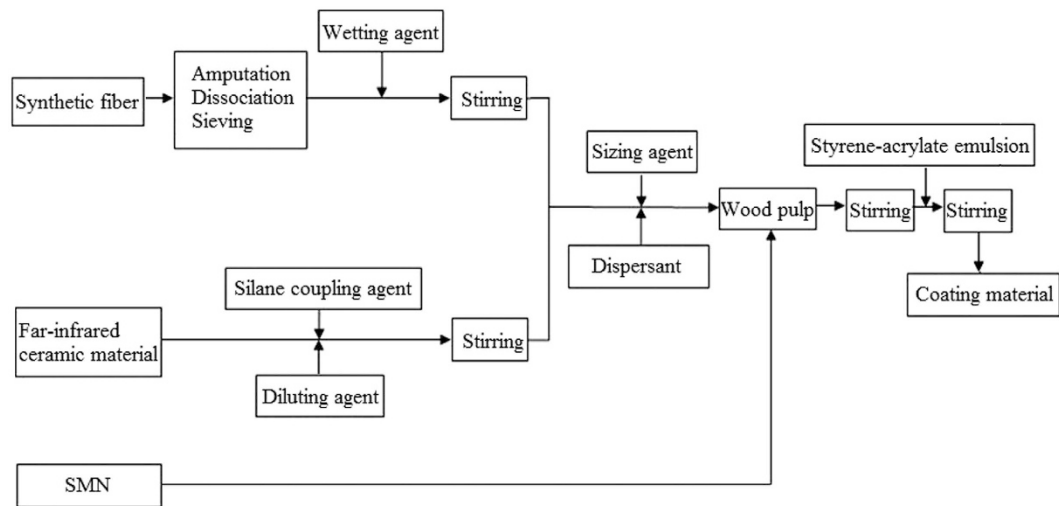 Wetting agent
Synthetic fiber
Amputation
Dissociation
Sieving
Stirring
Sizing agent
Styrene-acrylate emulsion
Wood pulp
Stirring
Stirring
Dispersant
Coating material
Silane coupling agent
Far-infrared
ceramic material
Stirring
Diluting agent
SMN